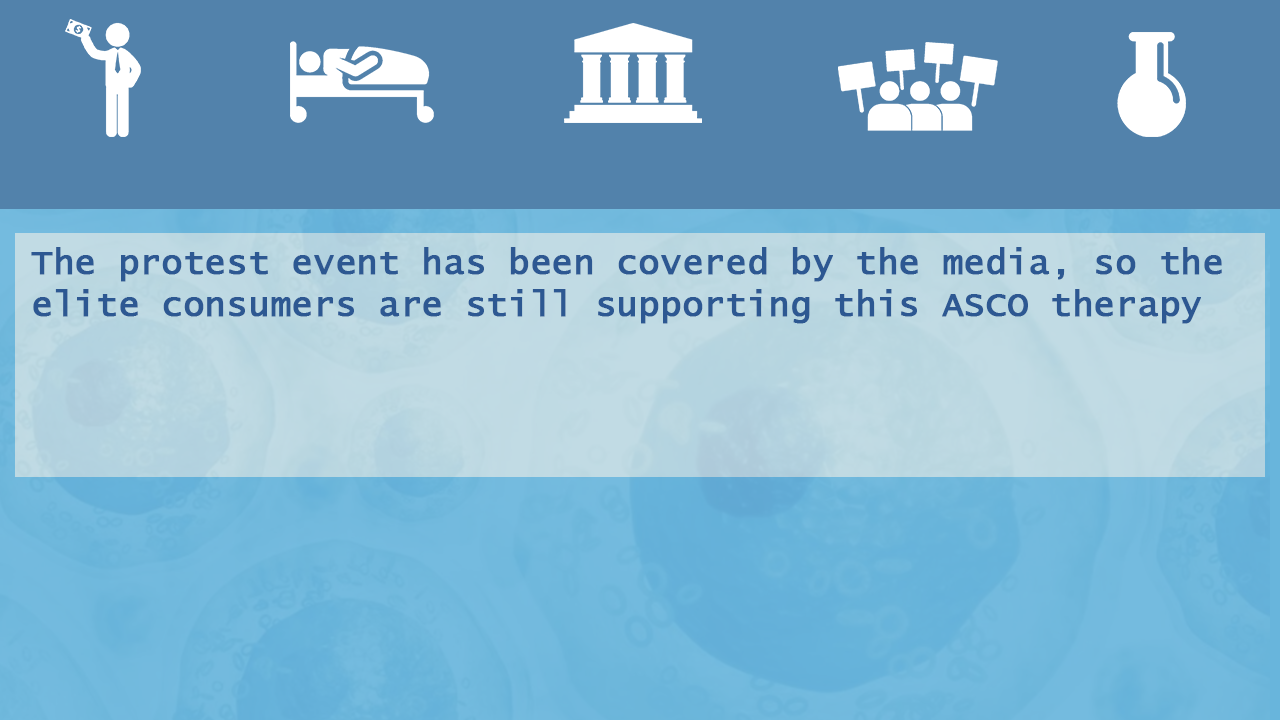 The protest event has been covered by the media, so the
elite consumers are still supporting this ASCO therapy